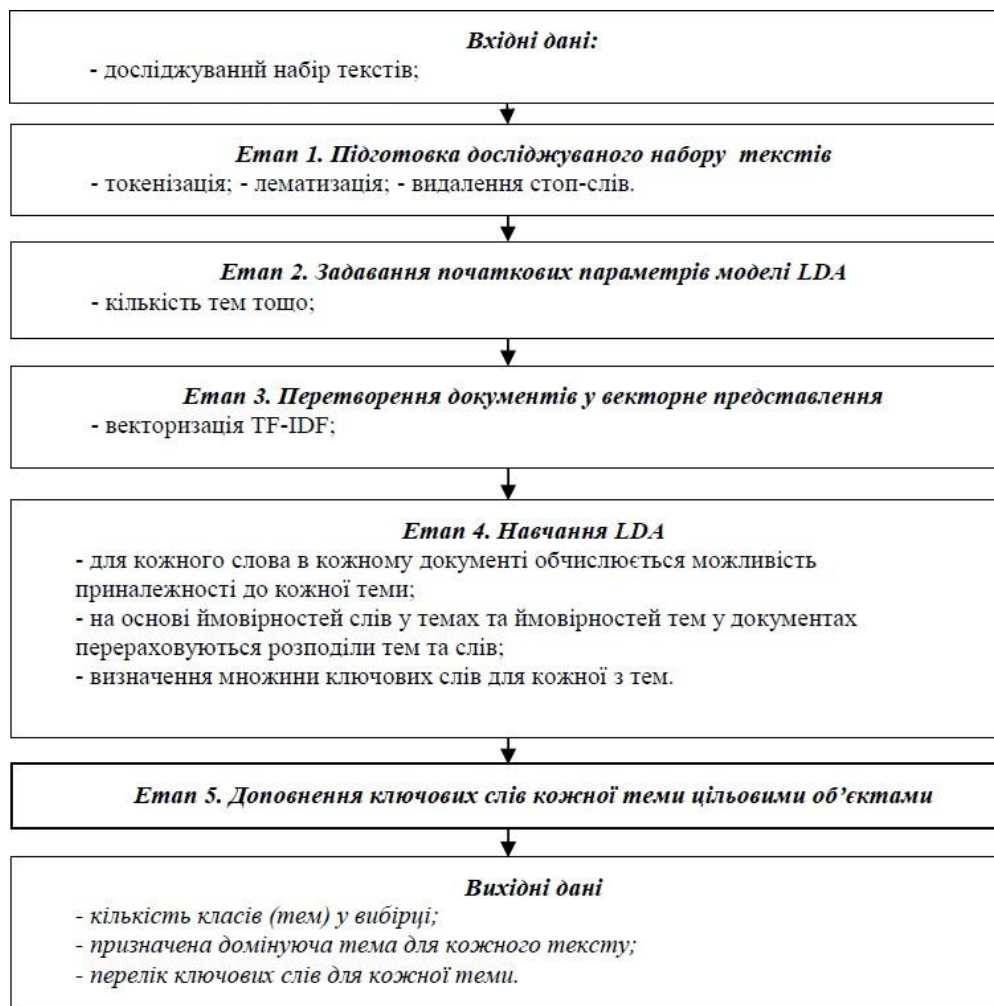 Вхідні дані:
- досліджуваний набір текстів;
Етап 1. Підготовка досліджуваного набору текстів
- токенізація; - лематизація; - видалення стоп-слів.
Етап 2. Задавання початкових параметрів моделі LDA
- кількість тем тощо;
Етап 3. Перетворення документів у векторне представлення
- векторизація TF-IDF;
Етап 4. Навчання LDA
- для кожного слова в кожному документі обчислюється можливість
приналежності до кожної теми;
- на основі ймовірностей слів у темах та ймовірностей тем у документах
перераховуються розподіли тем та слів;
- визначення множини ключових слів для кожної з тем.
Етап 5. Доповнення ключових слів кожної теми цільовими об’єктами
Вихідні дані
- кількість класів (тем) у вибірці;
- призначена домінуюча тема для кожного тексту;
- перелік ключових слів для кожної теми.